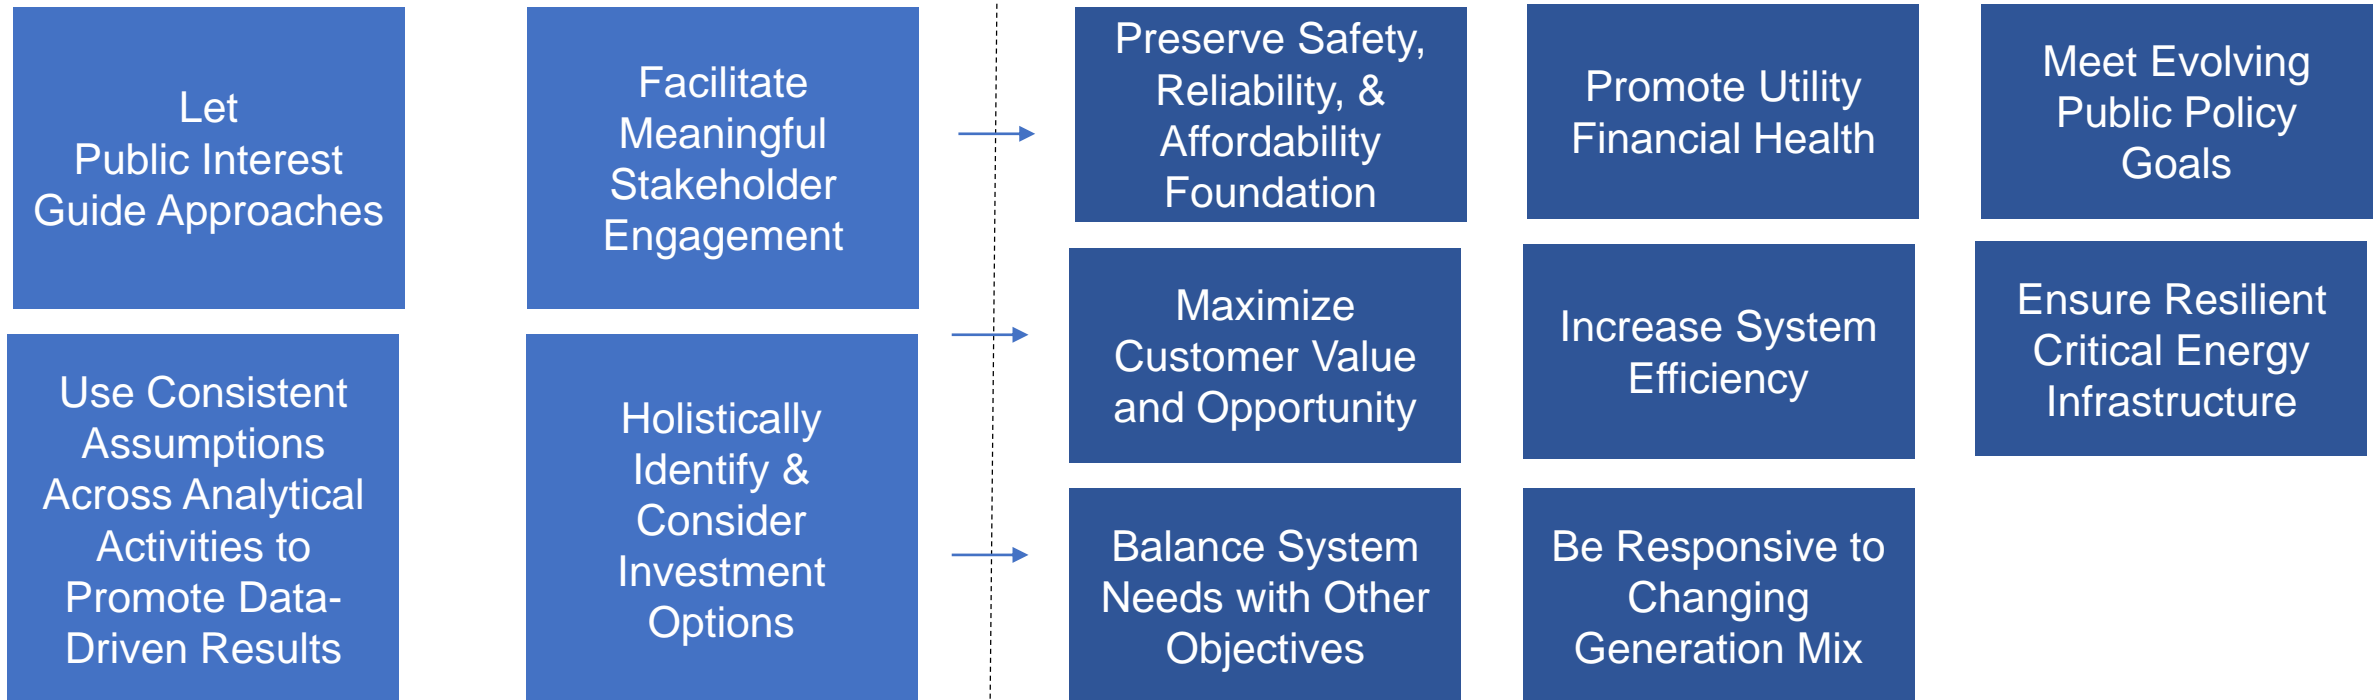 Let
Public Interest
Guide Approaches
Facilitate
Meaningful
Stakeholder
Engagement
Use Consistent
Assumptions
Across Analytical
Activities to
Promote Data-
Driven Results
Holistically
Identify &
Consider
Investment
Options
Preserve Safety,
Reliability, &
Affordability
Foundation
Promote Utility
Financial Health
Meet Evolving
Public Policy
Goals
Maximize
Customer Value
and Opportunity
Increase System
Efficiency
Ensure Resilient
Critical Energy
Infrastructure
Balance System
Needs with Other
Objectives
Be Responsive to
Changing
Generation Mix